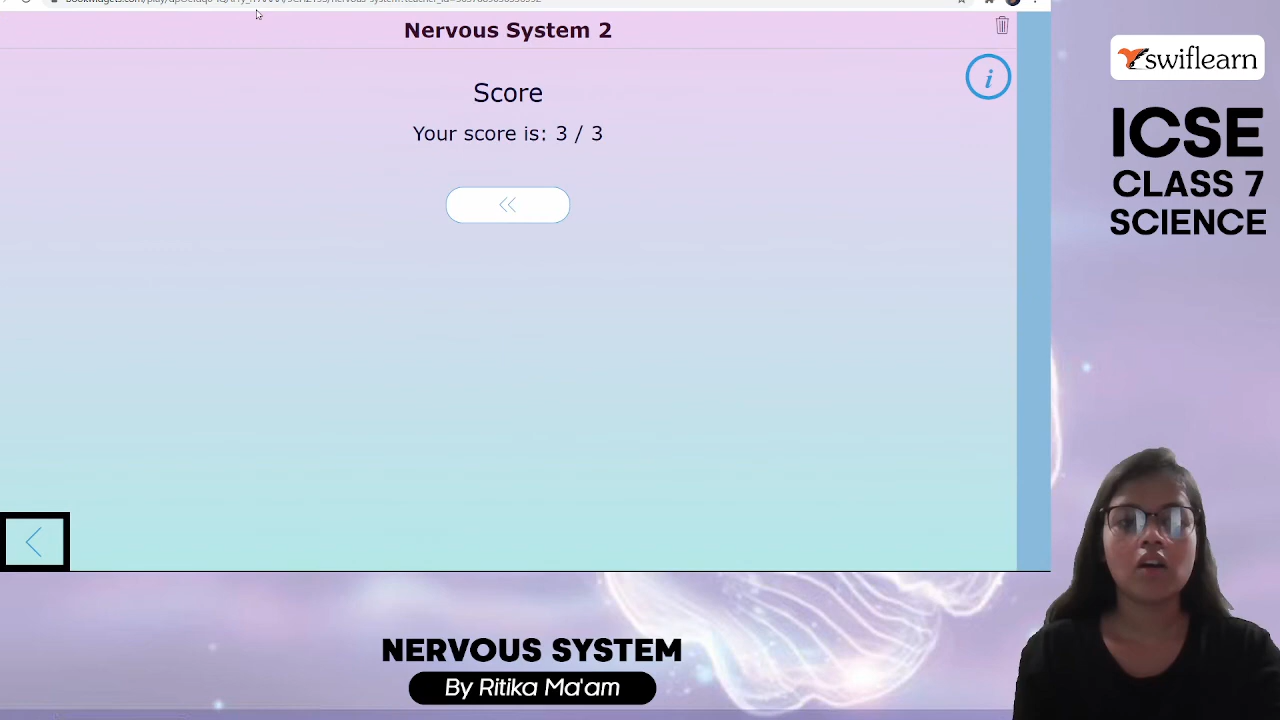 Nervous System 2
i
Score
Your score is: 3 / 3
swiflearn
ICSE
CLASS 7
SCIENCE
NERVOUS SYSTEM
By Ritika Ma'am